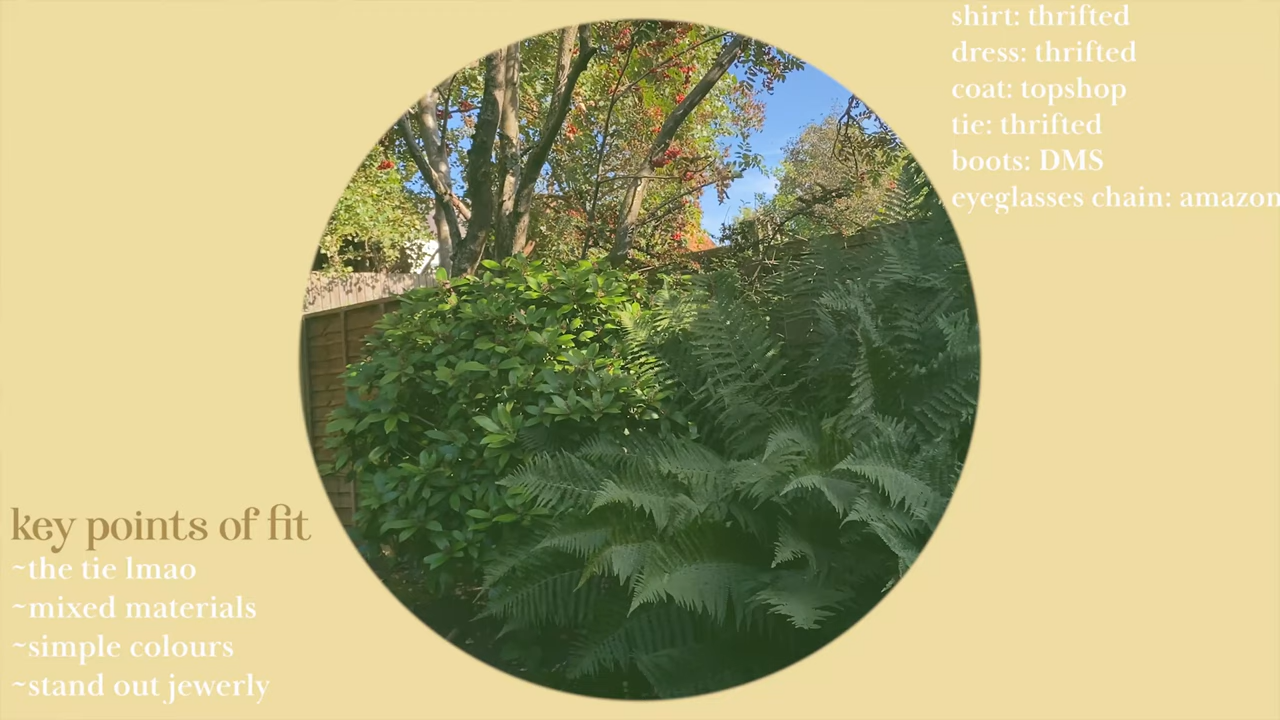 shirt: thrifted
dress: thrifted
coat: topshop
tie: thrifted
boots: DMS
eyeglasses chain: amazon
key points of fit
~the tie lmao
~mixed materials
~simple colours
~stand out jewerly